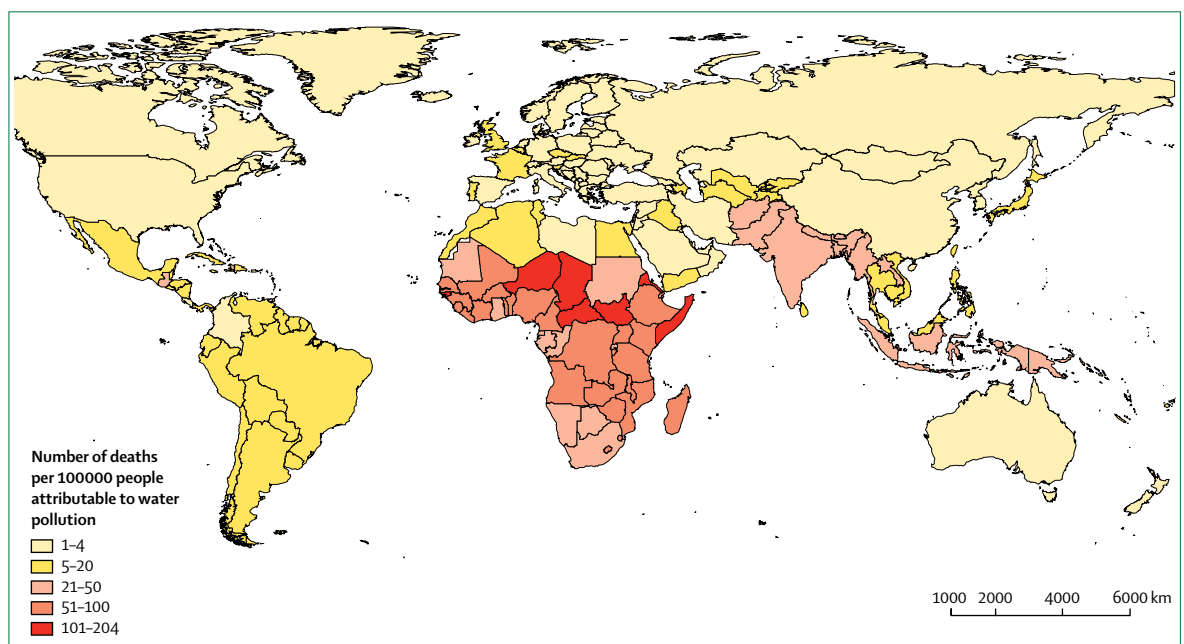 Number of deaths
per 100000 people
attributable to water
pollution
1–4
5–20
21–50
51–100
101–204
1000 2000 4000 6000 km